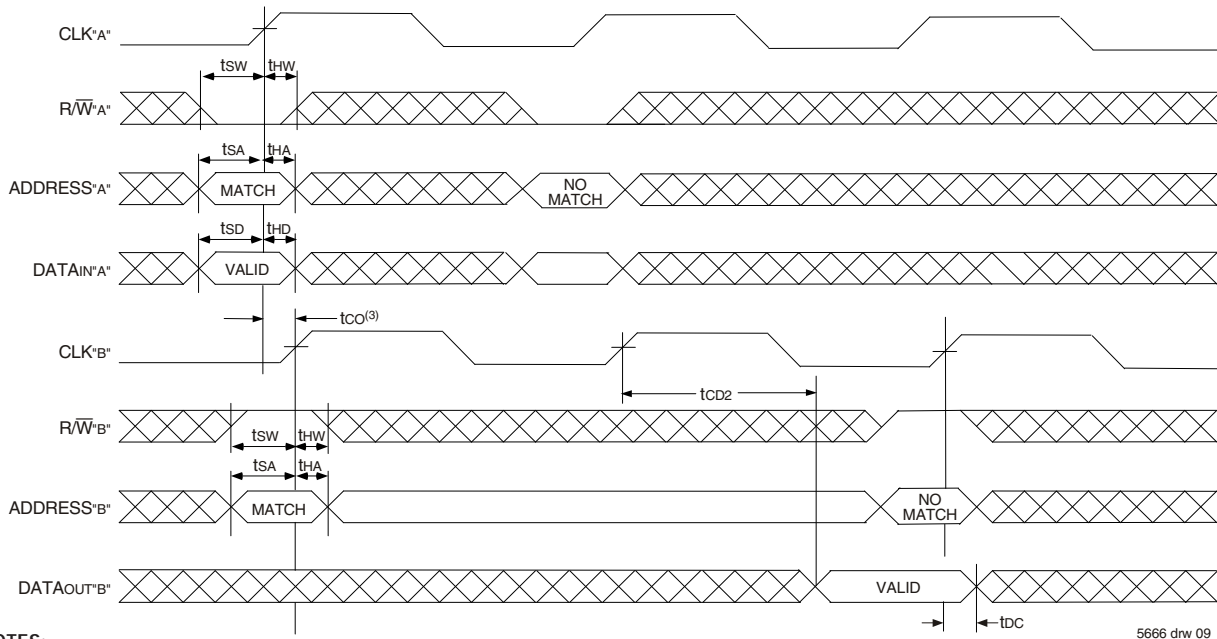 CLK"A"
tSW tHW
R/W"A"
tSA tHA
ADDRESS"A" MATCH NO MATCH
tSD tHD
DATAIN"A" VALID
tCO(3)
CLK"B"
tCD2
R/W"B"
tSW tHW
tSA tHA
ADDRESS"B" MATCH NO MATCH
DATAOUT"B" VALID
tDC
5666 drw 09